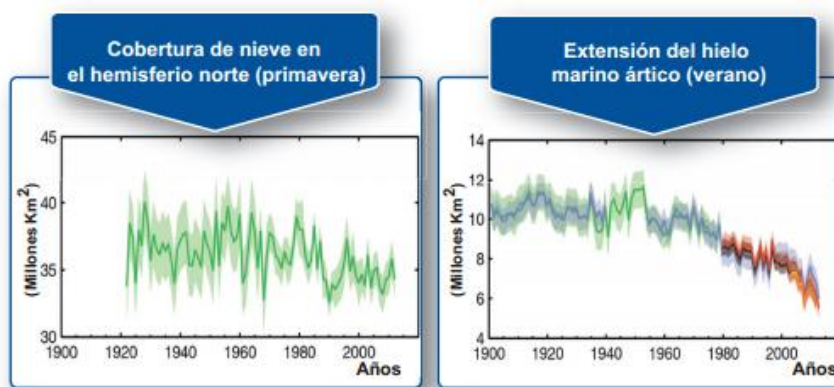 Cobertura de nieve en
el hemisferio norte (primavera)
45
40
35
30
(Millones Km²)
1900 1920 1940 1960 1980 2000
Años
Extensión del hielo
marino ártico (verano)
14
12
10
8
6
4
(Millones Km²)
1900 1920 1940 1960 1980 2000
Años